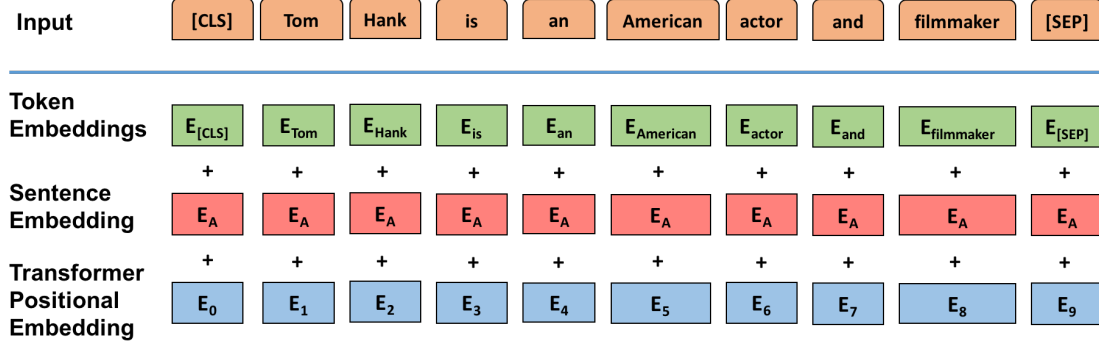 Input [CLS] Tom Hank is an American actor and filmmaker [SEP]
Token
Embeddings E[CLS] ETom EHank Eis Ean EAmerican Eactor Eand Efilmmaker E[SEP]
+ + + + + + + + + +
Sentence
Embedding EA EA EA EA EA EA EA EA EA EA
+ + + + + + + + + +
Transformer
Positional E0 E1 E2 E3 E4 E5 E6 E7 E8 E9
Embedding